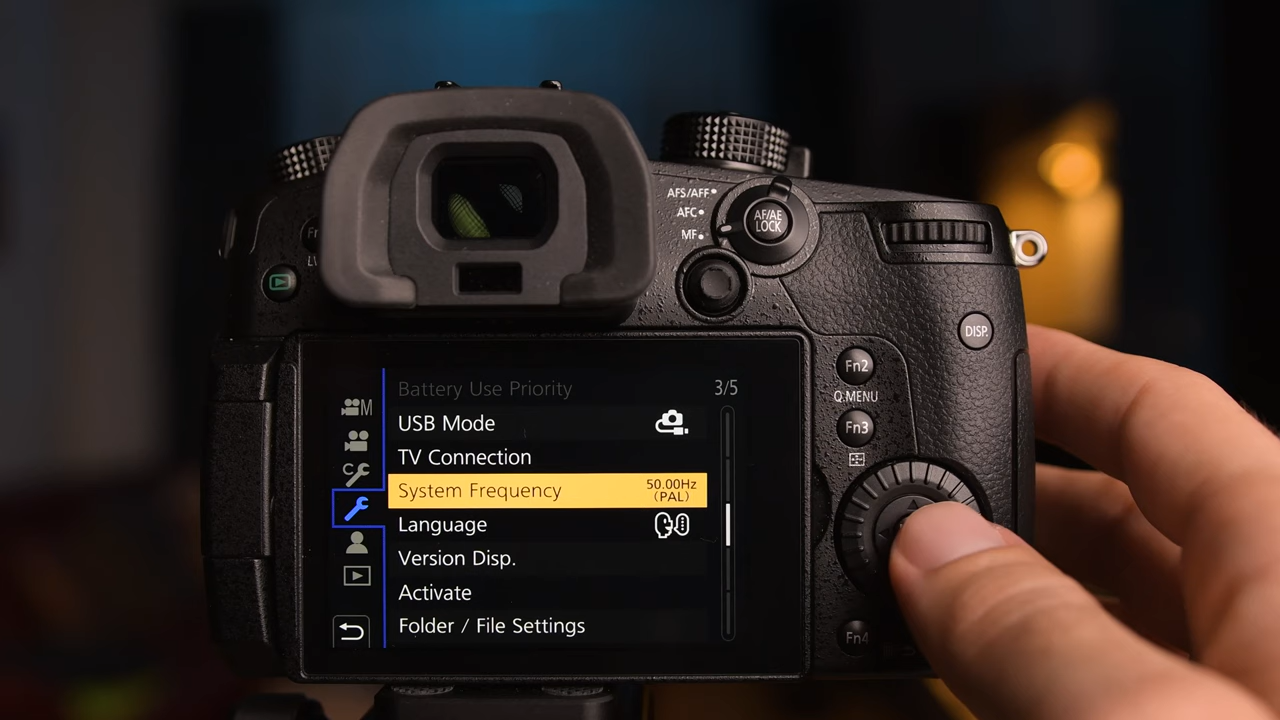 AFS/AFF
AFC
MF
AF/AE
LOCK
DISP.
Fn2
Q.MENU
Fn3
Fn4
Battery Use Priority
3/5
USB Mode
TV Connection
System Frequency
50.00Hz
(PAL)
Language
Version Disp.
Activate
Folder / File Settings
M
C